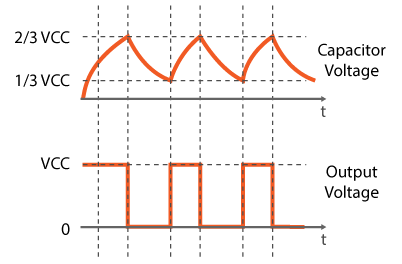 2/3 VCC
1/3 VCC
Capacitor
Voltage
t
VCC
0
Output
Voltage
t